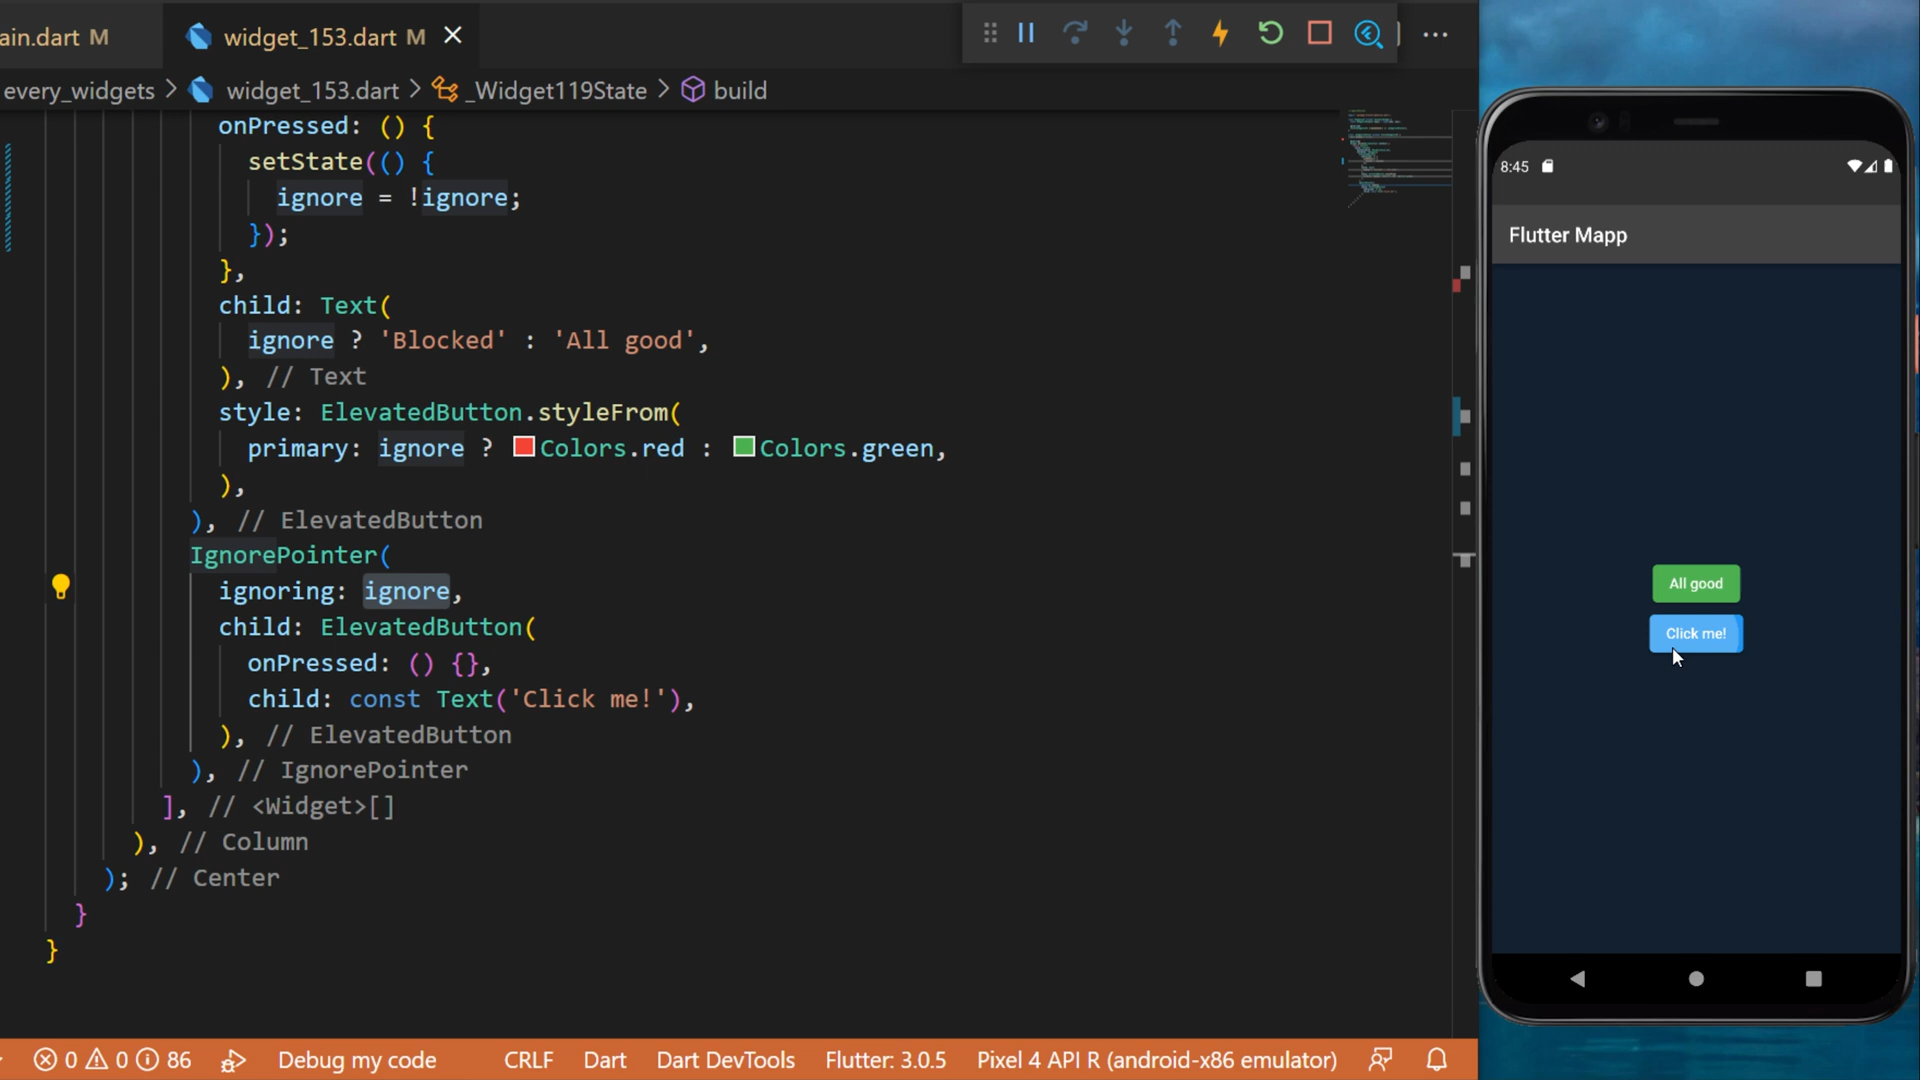 ain.dart M
widget_153.dart M
every_widgets > widget_153.dart > _Widget119State > build
onPressed: () {
setState(() {
ignore = !ignore;
});
},
child: Text(
ignore ? 'Blocked' : 'All good',
), // Text
style: ElevatedButton.styleFrom(
primary: ignore ? Colors.red : Colors.green,
),
), // ElevatedButton
IgnorePointer(
ignoring: ignore,
child: ElevatedButton(
onPressed: () {},
child: const Text('Click me!'),
), // ElevatedButton
), // IgnorePointer
], // <Widget>[]
), // Column
); // Center
}
}
0 0 86 Debug my code CRLF Dart Dart DevTools Flutter: 3.0.5 Pixel 4 API R (android-x86 emulator)
8:45
Flutter Mapp
All good
Click me!